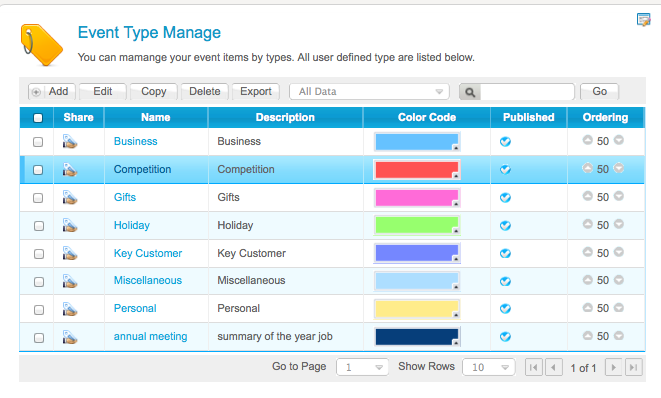 Event Type Manage
You can mamange your event items by types. All user defined type are listed below.
Add Edit Copy Delete Export All Data Go
Share Name Description Color Code Published Ordering
Business Business 50
Competition Competition 50
Gifts Gifts 50
Holiday Holiday 50
Key Customer Key Customer 50
Miscellaneous Miscellaneous 50
Personal Personal 50
annual meeting summary of the year job 50
Go to Page 1 Show Rows 10 1 of 1